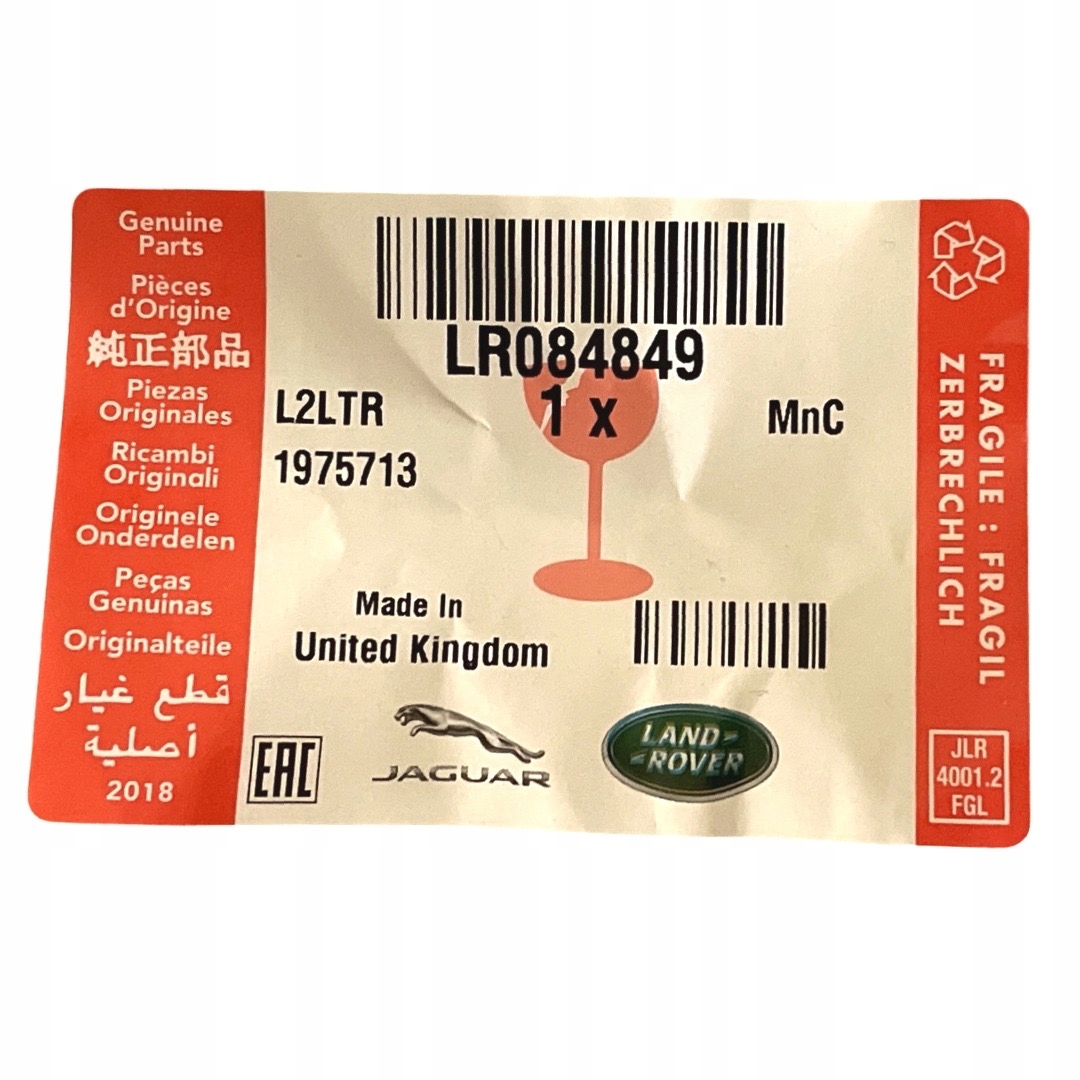 Genuine
Parts
Pièces
d'Origine
純正部品
Piezas
Originales
Ricambi
Originali
Originele
Onderdelen
Peças
Genuinas
Originalteile
قطع غيار
أصلية
2018
LR084849
L2LTR 1 x MnC
1975713
Made In
United Kingdom
EAC
JAGUAR
LAND-
-ROVER
FRAGILE : FRAGIL
ZERBRECHLICH
JLR
4001.2
FGL